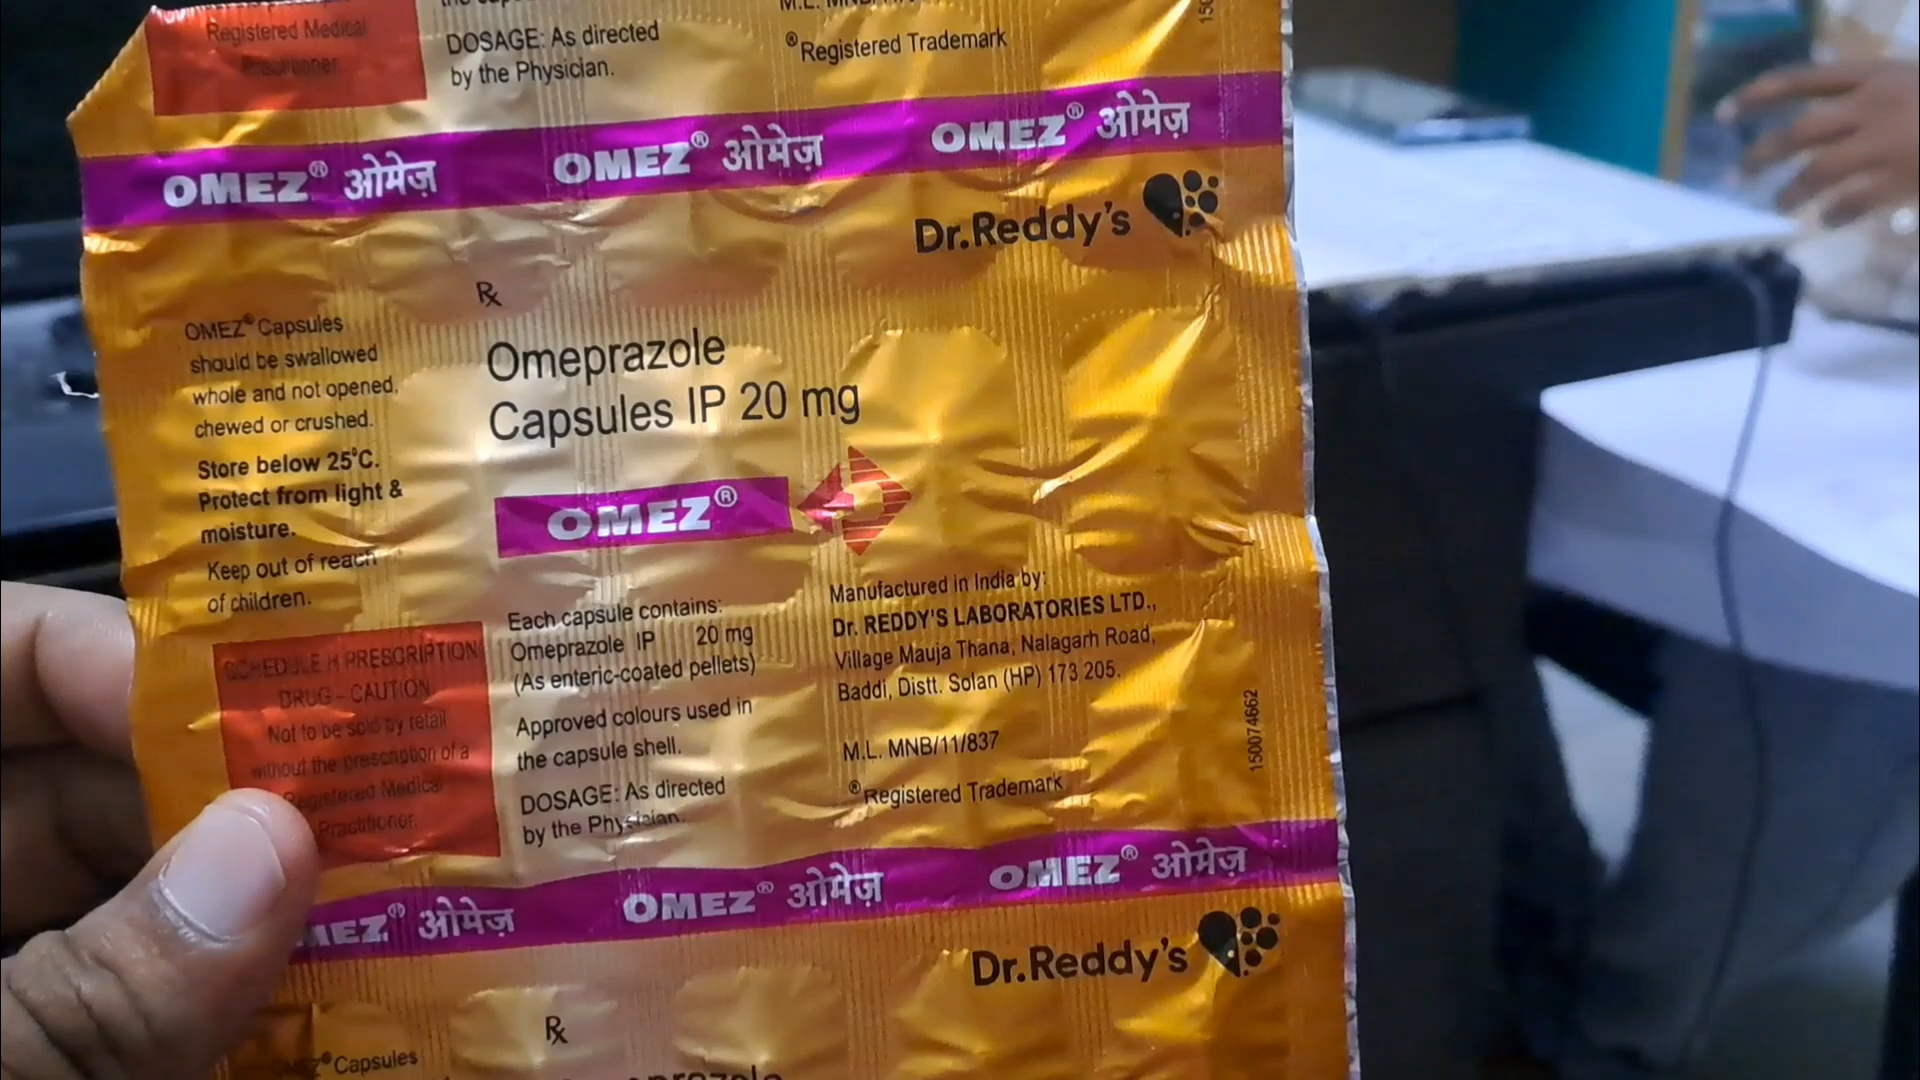 Registered Medical
Practitioner.
DOSAGE: As directed
by the Physician.
®Registered Trademark
OMEZ® ओमेज़ OMEZ® ओमेज़ OMEZ® ओमेज़
Dr.Reddy's
Rx
OMEZ® Capsules
should be swallowed
whole and not opened,
chewed or crushed.
Store below 25°C.
Protect from light &
moisture.
Keep out of reach
of children.
SCHEDULE H PRESCRIPTION
DRUG – CAUTION
Not to be sold by retail
without the prescription of a
Registered Medical
Practitioner.
Omeprazole
Capsules IP 20 mg
OMEZ®
Each capsule contains:
Omeprazole IP 20 mg
(As enteric-coated pellets)
Approved colours used in
the capsule shell.
DOSAGE: As directed
by the Physician.
Manufactured in India by:
Dr. REDDY'S LABORATORIES LTD.,
Village Mauja Thana, Nalagarh Road,
Baddi, Distt. Solan (HP) 173 205.
M.L. MNB/11/837
®Registered Trademark
150074662
MEZ® ओमेज़ OMEZ® ओमेज़ OMEZ® ओमेज़
Dr.Reddy's
Rx
OMEZ® Capsules